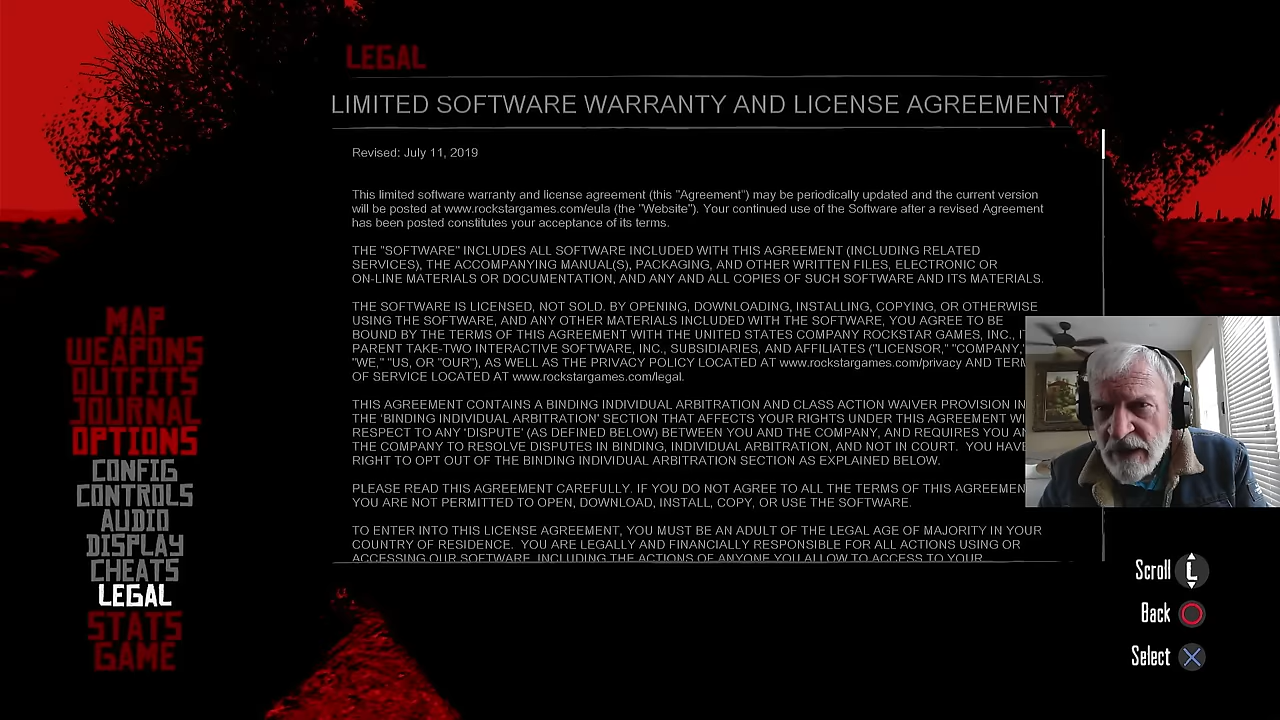 LEGAL
LIMITED SOFTWARE WARRANTY AND LICENSE AGREEMENT
Revised: July 11, 2019
This limited software warranty and license agreement (this "Agreement") may be periodically updated and the current version
will be posted at www.rockstargames.com/eula (the "Website"). Your continued use of the Software after a revised Agreement
has been posted constitutes your acceptance of its terms.
THE "SOFTWARE" INCLUDES ALL SOFTWARE INCLUDED WITH THIS AGREEMENT (INCLUDING RELATED
SERVICES), THE ACCOMPANYING MANUAL(S), PACKAGING, AND OTHER WRITTEN FILES, ELECTRONIC OR
ON-LINE MATERIALS OR DOCUMENTATION, AND ANY AND ALL COPIES OF SUCH SOFTWARE AND ITS MATERIALS.
THE SOFTWARE IS LICENSED, NOT SOLD. BY OPENING, DOWNLOADING, INSTALLING, COPYING, OR OTHERWISE
USING THE SOFTWARE, AND ANY OTHER MATERIALS INCLUDED WITH THE SOFTWARE, YOU AGREE TO BE
BOUND BY THE TERMS OF THIS AGREEMENT WITH THE UNITED STATES COMPANY ROCKSTAR GAMES, INC.,
PARENT TAKE-TWO INTERACTIVE SOFTWARE, INC., SUBSIDIARIES, AND AFFILIATES ("LICENSOR," "COMPANY,"
"WE," "US, OR "OUR"), AS WELL AS THE PRIVACY POLICY LOCATED AT www.rockstargames.com/privacy AND
OF SERVICE LOCATED AT www.rockstargames.com/legal.
THIS AGREEMENT CONTAINS A BINDING INDIVIDUAL ARBITRATION AND CLASS ACTION WAIVER PROVISION IN
THE 'BINDING INDIVIDUAL ARBITRATION' SECTION THAT AFFECTS YOUR RIGHTS UNDER THIS AGREEMENT
RESPECT TO ANY 'DISPUTE' (AS DEFINED BELOW) BETWEEN YOU AND THE COMPANY, AND REQUIRES YOU
THE COMPANY TO RESOLVE DISPUTES IN BINDING, INDIVIDUAL ARBITRATION, AND NOT IN COURT. YOU HAVE
RIGHT TO OPT OUT OF THE BINDING INDIVIDUAL ARBITRATION SECTION AS EXPLAINED BELOW.
PLEASE READ THIS AGREEMENT CAREFULLY. IF YOU DO NOT AGREE TO ALL THE TERMS OF THIS AGREEMEN
YOU ARE NOT PERMITTED TO OPEN, DOWNLOAD, INSTALL, COPY, OR USE THE SOFTWARE.
TO ENTER INTO THIS LICENSE AGREEMENT, YOU MUST BE AN ADULT OF THE LEGAL AGE OF MAJORITY IN YOUR
COUNTRY OF RESIDENCE. YOU ARE LEGALLY AND FINANCIALLY RESPONSIBLE FOR ALL ACTIONS USING OR
ACCESSING OUR SOFTWARE, INCLUDING THE ACTIONS OF ANYONE YOU ALLOW TO ACCESS TO YOUR
MAP
WEAPONS
OUTFITS
JOURNAL
OPTIONS
CONFIG
CONTROLS
AUDIO
DISPLAY
CHEATS
LEGAL
STATS
GAME
Scroll L
Back
Select